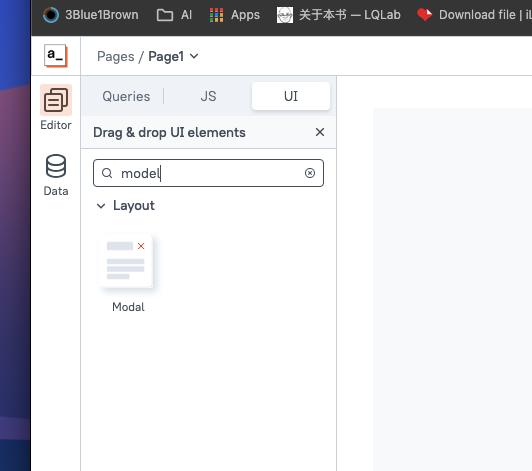 3Blue1Brown AI Apps 关于本书 — LQLab Download file | iL
a_
Pages / Page1
Queries JS UI
Editor
Drag & drop UI elements
model
Data
Layout
Modal